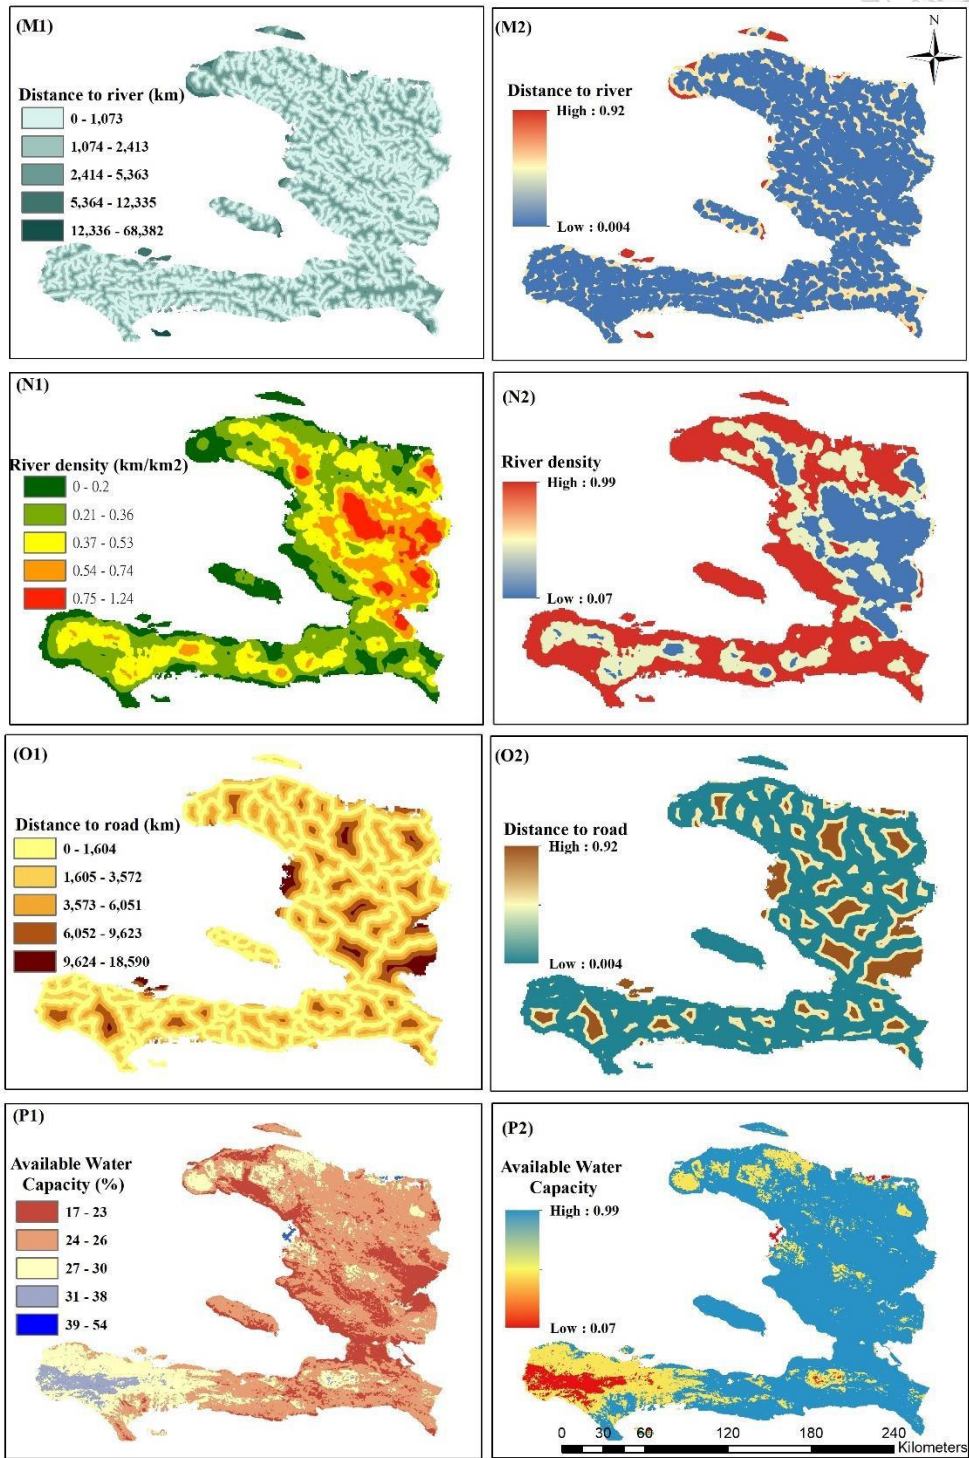 (M1)
Distance to river (km)
0 - 1,073
1,074 - 2,413
2,414 - 5,363
5,364 - 12,335
12,336 - 68,382
(M2)
N
Distance to river
High : 0.92
Low : 0.004
(N1)
River density (km/km2)
0 - 0.2
0.21 - 0.36
0.37 - 0.53
0.54 - 0.74
0.75 - 1.24
(N2)
River density
High : 0.99
Low : 0.07
(O1)
Distance to road (km)
0 - 1,604
1,605 - 3,572
3,573 - 6,051
6,052 - 9,623
9,624 - 18,590
(O2)
Distance to road
High : 0.92
Low : 0.004
(P1)
Available Water
Capacity (%)
17 - 23
24 - 26
27 - 30
31 - 38
39 - 54
(P2)
Available Water
Capacity
High : 0.99
Low : 0.07
0 30 60 120 180 240
Kilometers